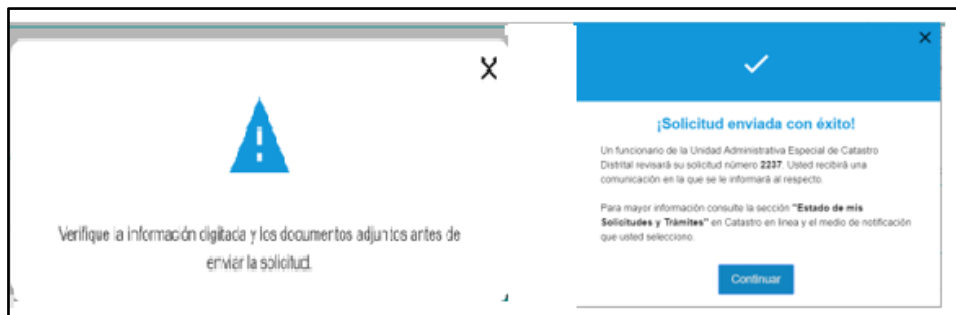 X
Verifique la información digitada y los documentos adjuntos antes de
enviar la solicitud.
X
¡Solicitud enviada con éxito!
Un funcionario de la Unidad Administrativa Especial de Catastro
Distrital revisará su solicitud número 2237. Usted recibirá una
comunicación en la que se le informará al respecto.
Para mayor información consulte la sección "Estado de mis
Solicitudes y Trámites" en Catastro en linea y el medio de notificación
que usted selecciono.
Continuar